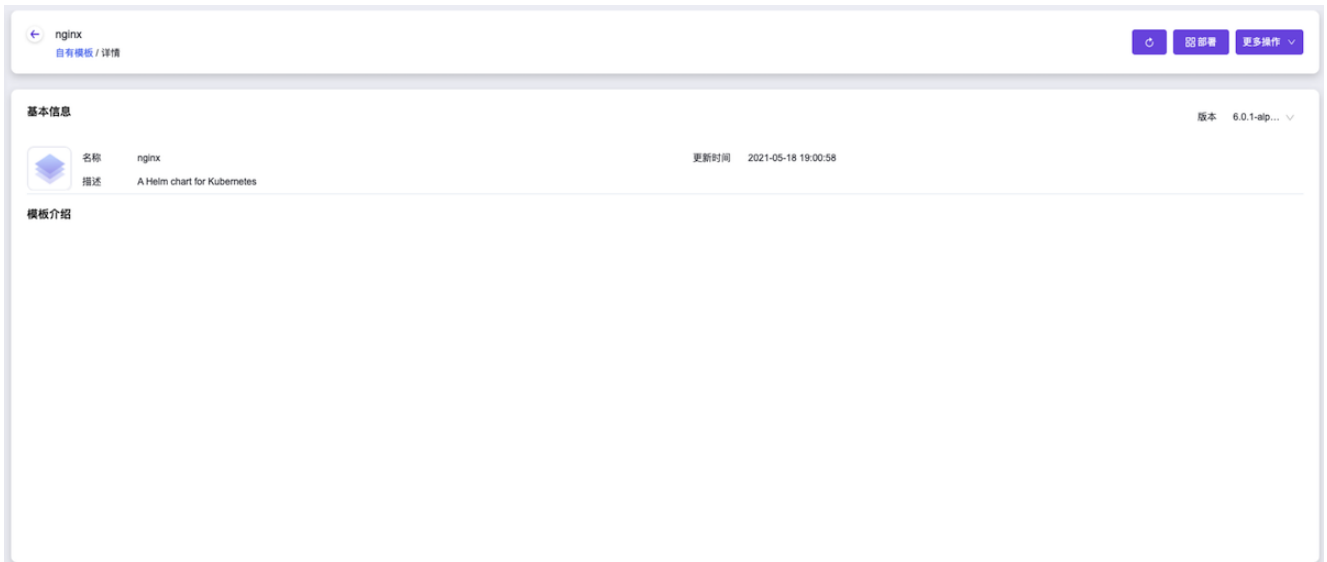 nginx
自有模板 / 详情
部署
更多操作
基本信息
版本 6.0.1-alp...
名称 nginx
更新时间 2021-05-18 19:00:58
描述 A Helm chart for Kubernetes
模板介绍